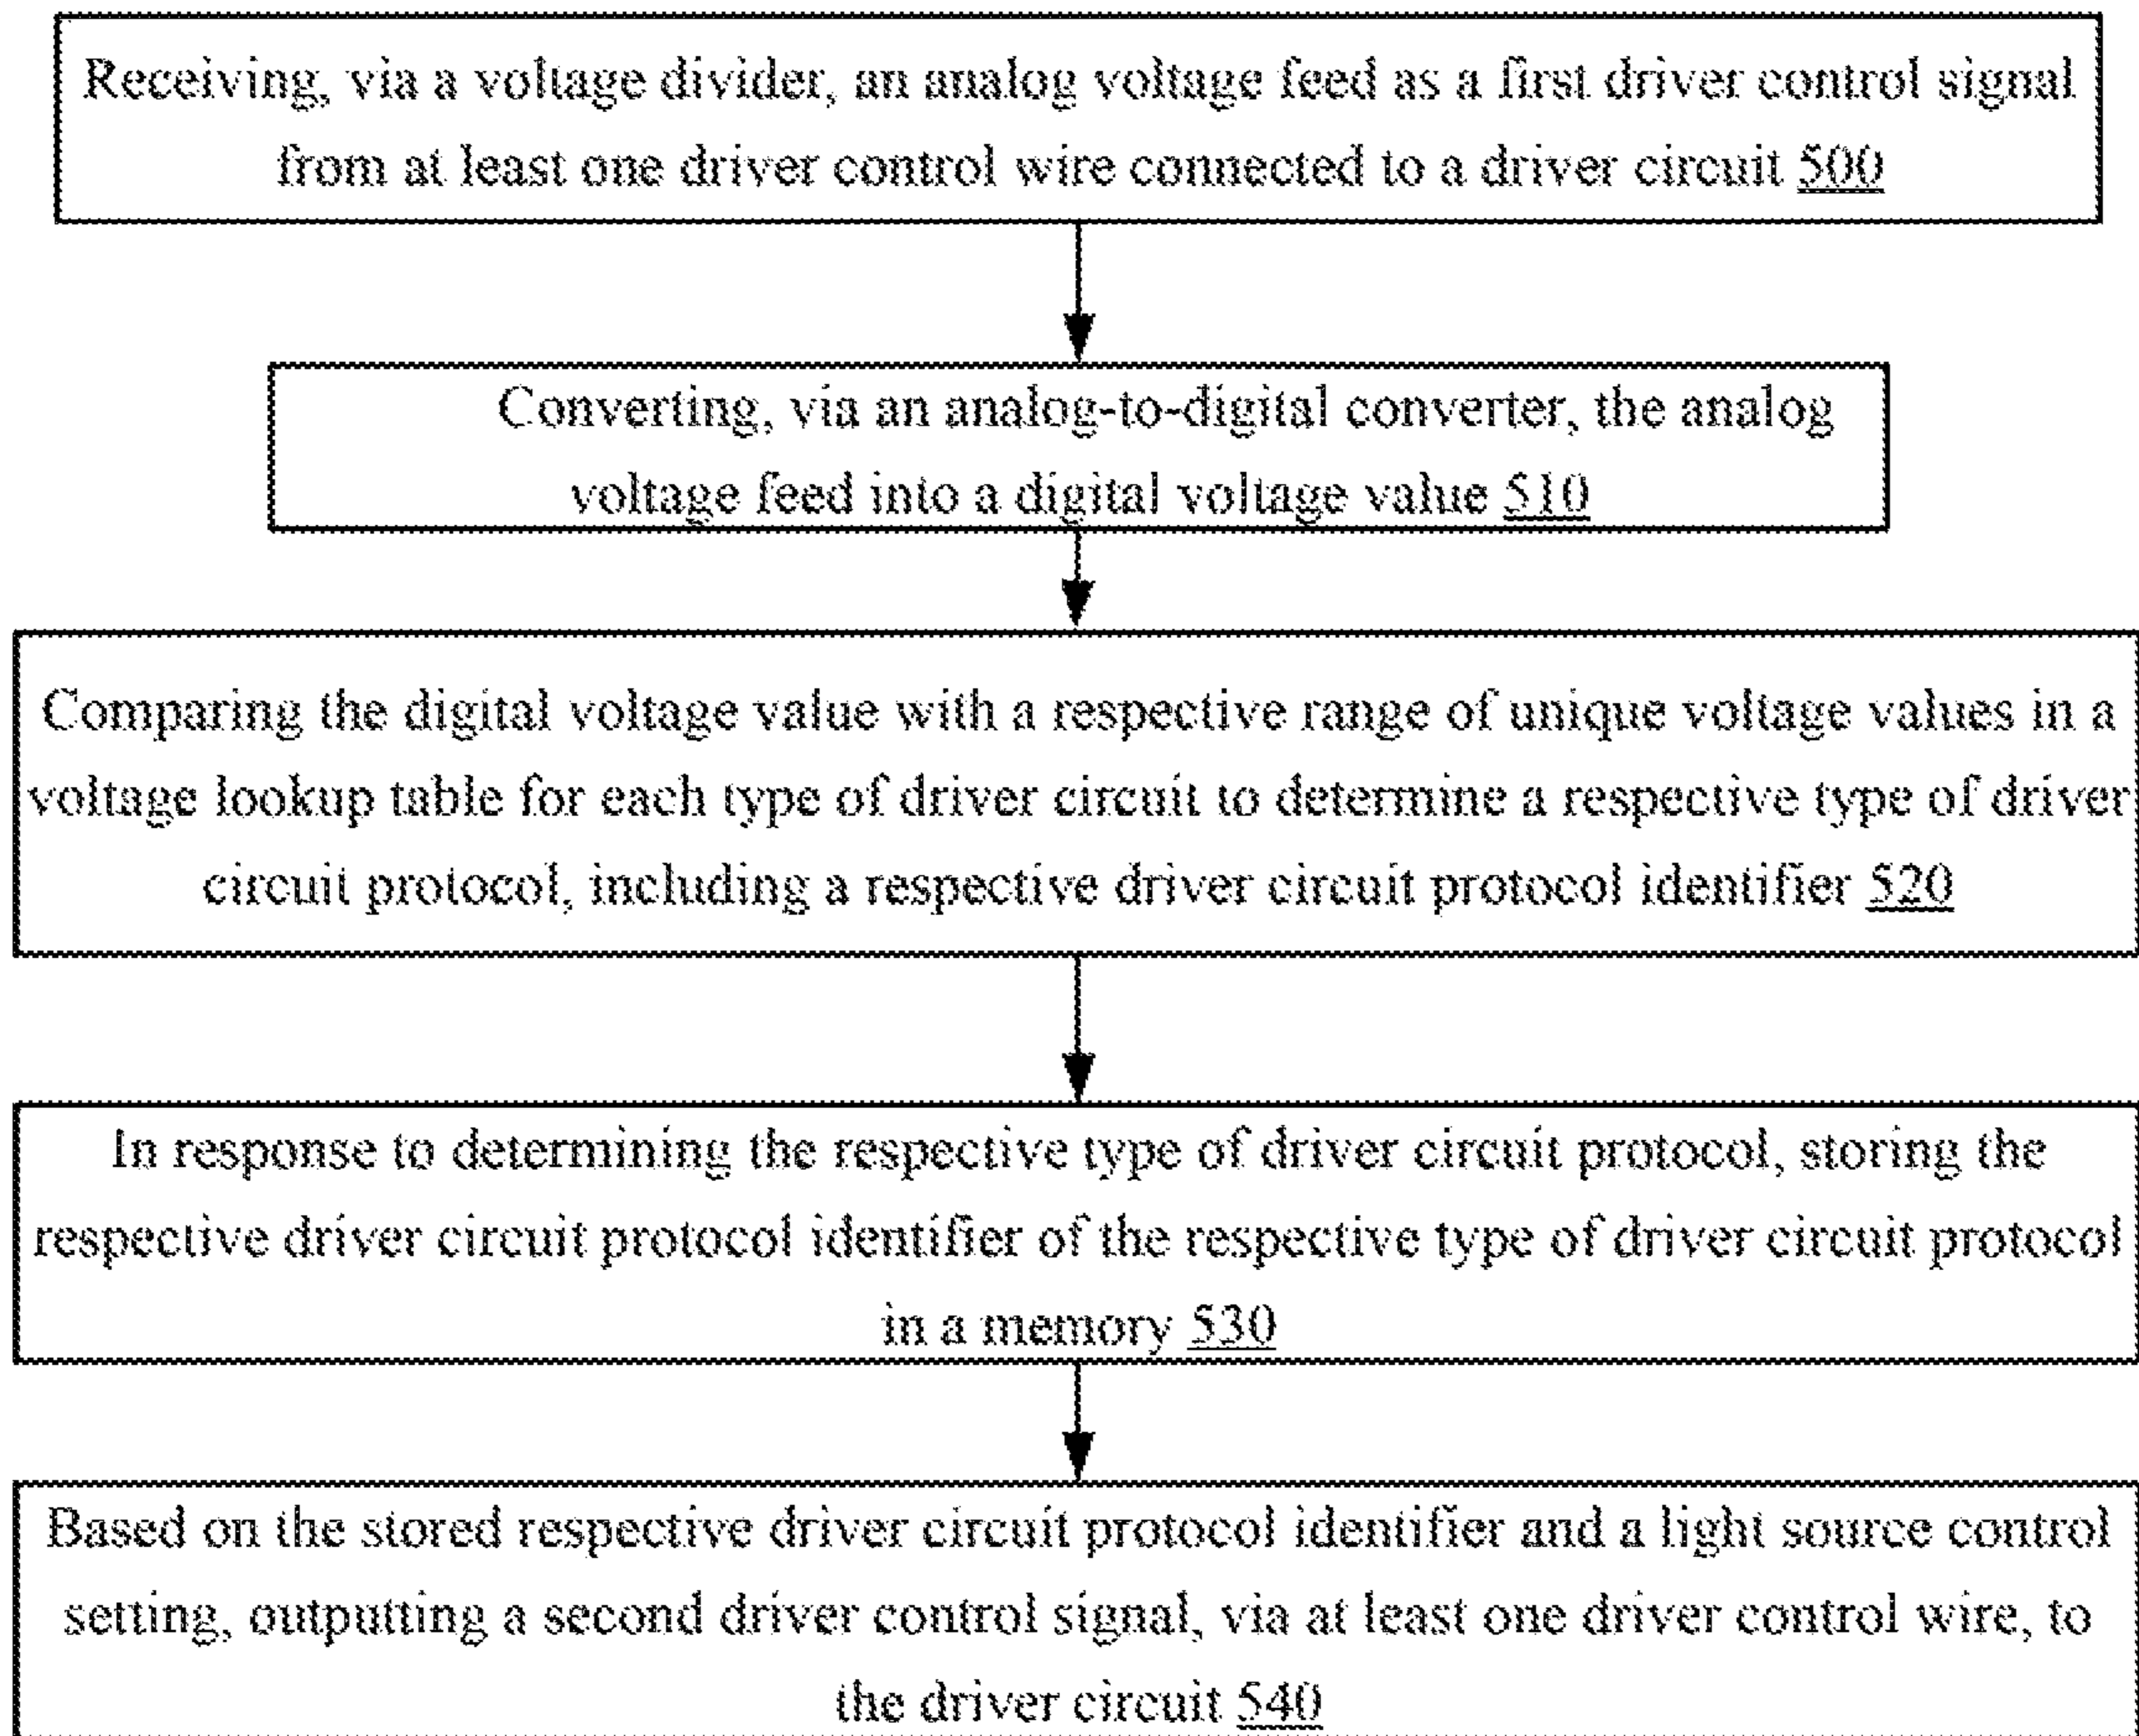 Receiving, via a voltage divider, an analog voltage feed as a first driver control signal
from at least one driver control wire connected to a driver circuit 500
Converting, via an analog-to-digital converter, the analog
voltage feed into a digital voltage value 510
Comparing the digital voltage value with a respective range of unique voltage values in a
voltage lookup table for each type of driver circuit to determine a respective type of driver
circuit protocol, including a respective driver circuit protocol identifier 520
In response to determining the respective type of driver circuit protocol, storing the
respective driver circuit protocol identifier of the respective type of driver circuit protocol
in a memory 530
Based on the stored respective driver circuit protocol identifier and a light source control
setting, outputting a second driver control signal, via at least one driver control wire, to
the driver circuit 540